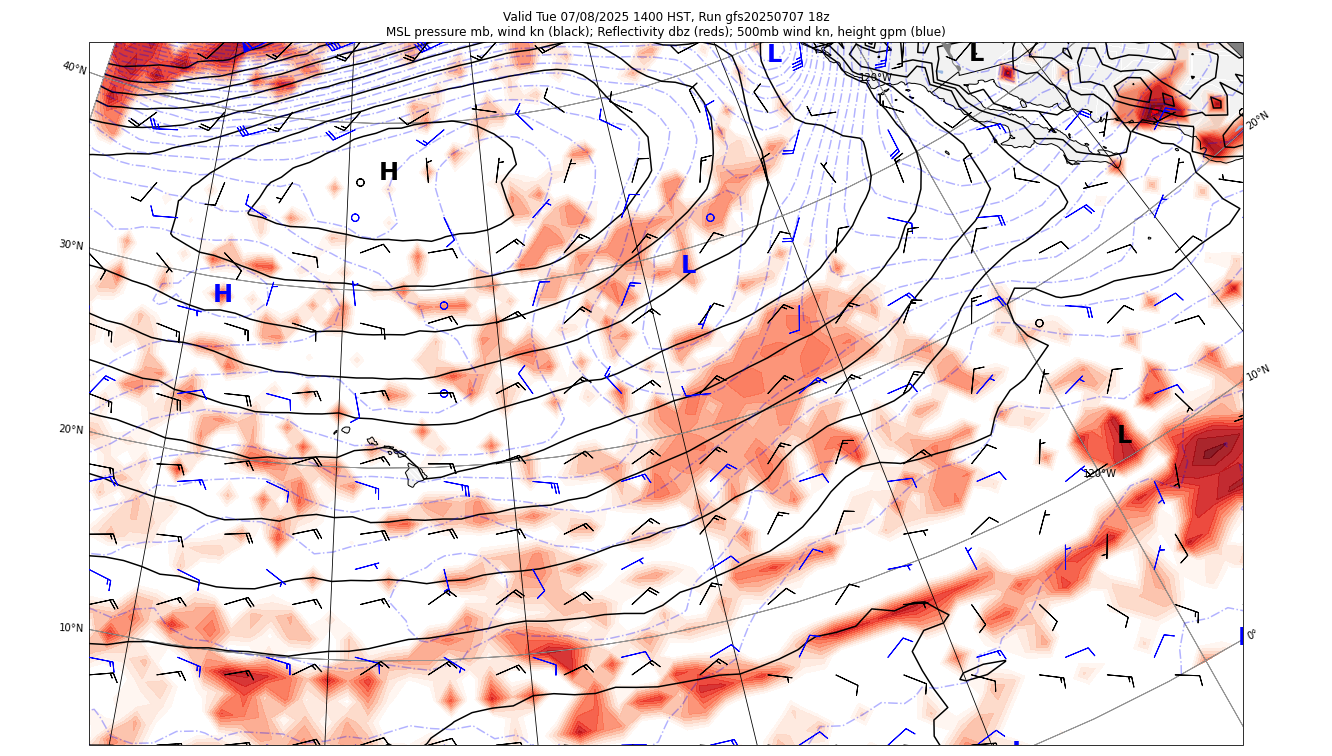 Valid Tue 07/08/2025 1400 HST, Run gfs20250707 18z
MSL pressure mb, wind kn (black); Reflectivity dbz (reds); 500mb wind kn, height gpm (blue)
L
L
40°N
120°W
20°N
H
30°N
L
H
10°N
20°N
L
120°W
10°N
0°